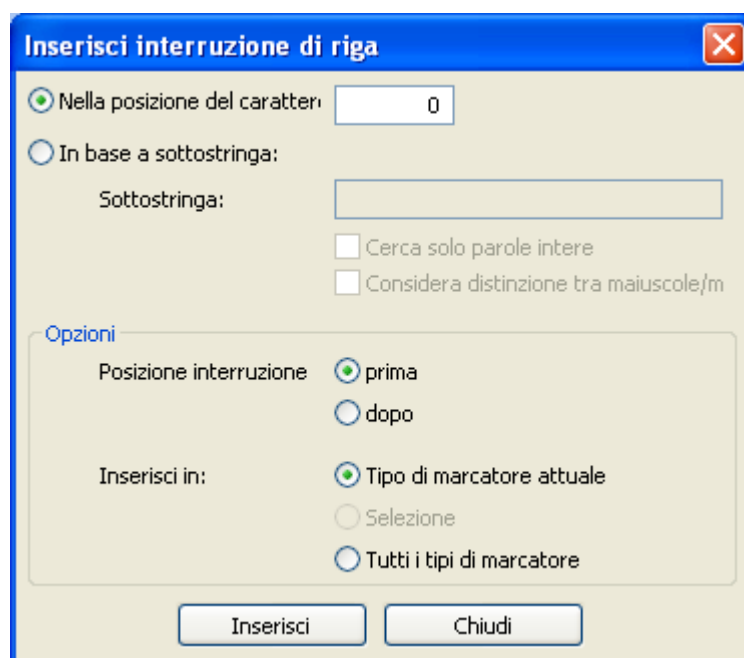 Inserisci interruzione di riga
Nella posizione del caratter
0
In base a sottostringa:
Sottostringa:
Cerca solo parole intere
Considera distinzione tra maiuscole/m
Opzioni
Posizione interruzione
prima
dopo
Inserisci in:
Tipo di marcatore attuale
Selezione
Tutti i tipi di marcatore
Inserisci
Chiudi